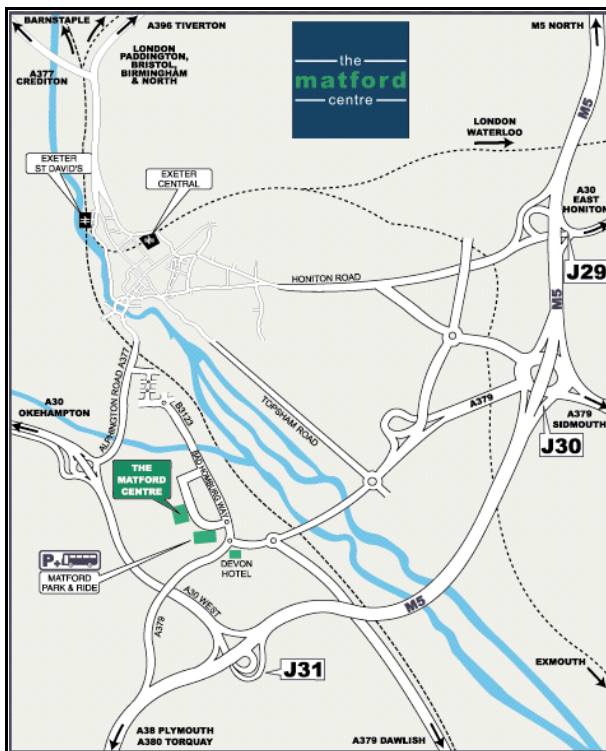 BARNSTAPLE
A396 TIVERTON
M5 NORTH
A377
CREDITON
LONDON
PADDINGTON,
BRISTOL,
BIRMINGHAM
& NORTH
the
matford
centre
M5
LONDON
WATERLOO
EXETER
ST DAVID'S
EXETER
CENTRAL
A30
EAST
HONITON
J29
HONITON ROAD
M5
ALPHINGTON ROAD A377
A30
OKEHAMPTON
B3123
TOPSHAM ROAD
A379
A379
SIDMOUTH
J30
THE
MATFORD
CENTRE
BAD HOMBURG WAY
P+
MATFORD
PARK & RIDE
DEVON
HOTEL
A30 WEST
A379
M5
J31
EXMOUTH
A38 PLYMOUTH
A380 TORQUAY
A379 DAWLISH